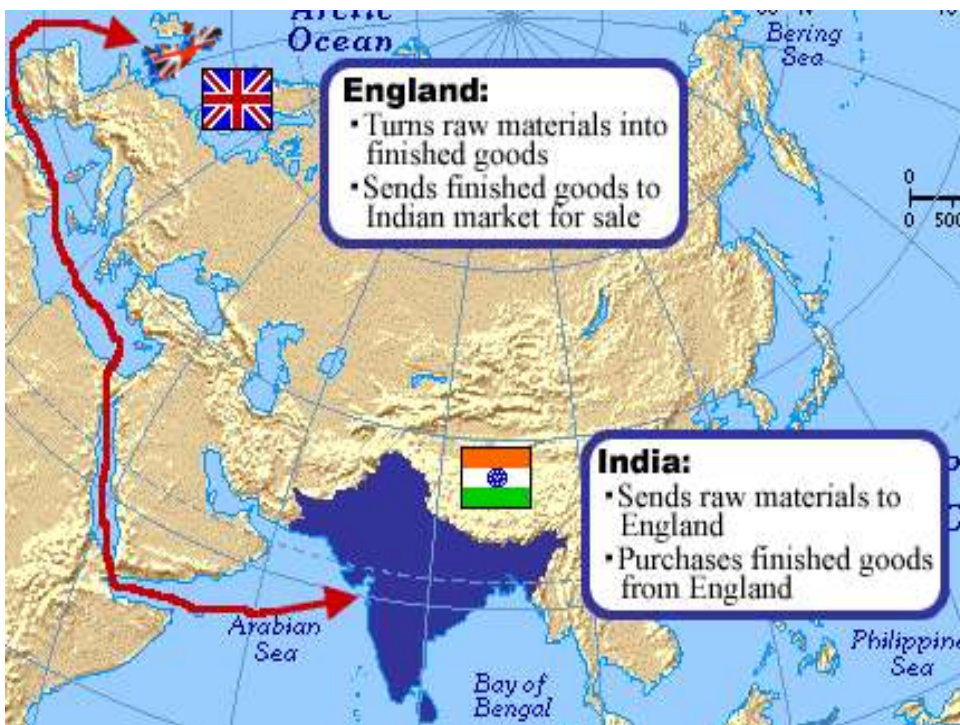 Arctic
Ocean
Bering
Sea
England:
· Turns raw materials into
finished goods
· Sends finished goods to
Indian market for sale
0
0 500
India:
· Sends raw materials to
England
· Purchases finished goods
from England
Arabian
Sea
Bay of
Bengal
Philippine
Sea